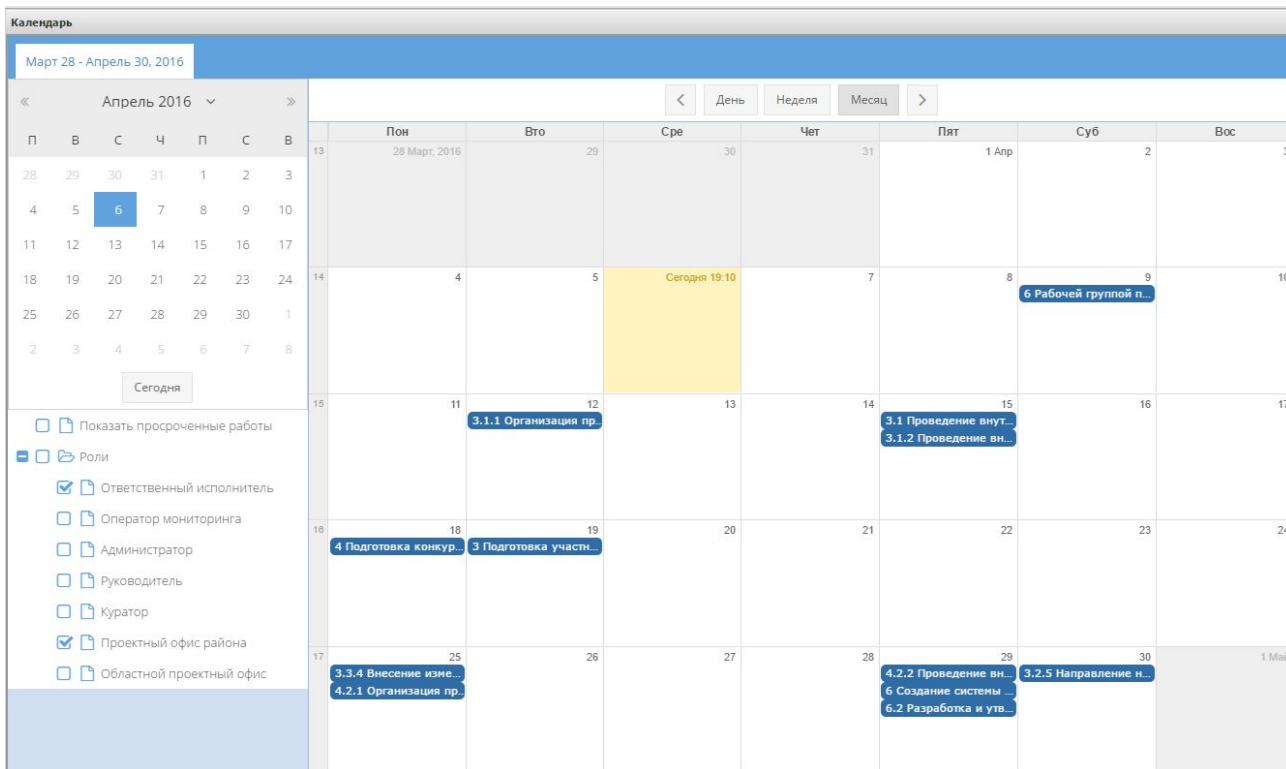 Календарь
Март 28 - Апрель 30, 2016
« Апрель 2016 »
П В С Ч П С В
28 29 30 31 1 2 3
4 5 6 7 8 9 10
11 12 13 14 15 16 17
18 19 20 21 22 23 24
25 26 27 28 29 30 1
2 3 4 5 6 7 8
Сегодня
Показать просроченные работы
Роли
Ответственный исполнитель
Оператор мониторинга
Администратор
Руководитель
Куратор
Проектный офис района
Областной проектный офис
< День Неделя Месяц >
Пон Вто Сре Чет Пят Суб Вос
13 28 Март, 2016 29 30 31 1 Апр 2 3
14 4 5 Сегодня 19:10 7 8 9 10
6 Рабочей группой п...
15 11 12 13 14 15 16 17
3.1.1 Организация пр... 3.1 Проведение внут...
3.1.2 Проведение вн...
16 18 19 20 21 22 23 24
4 Подготовка конкур... 3 Подготовка участн...
17 25 26 27 28 29 30 1 Май
3.3.4 Внесение изме... 4.2.2 Проведение вн... 3.2.5 Направление н...
4.2.1 Организация пр... 6 Создание системы ...
6.2 Разработка и утв...